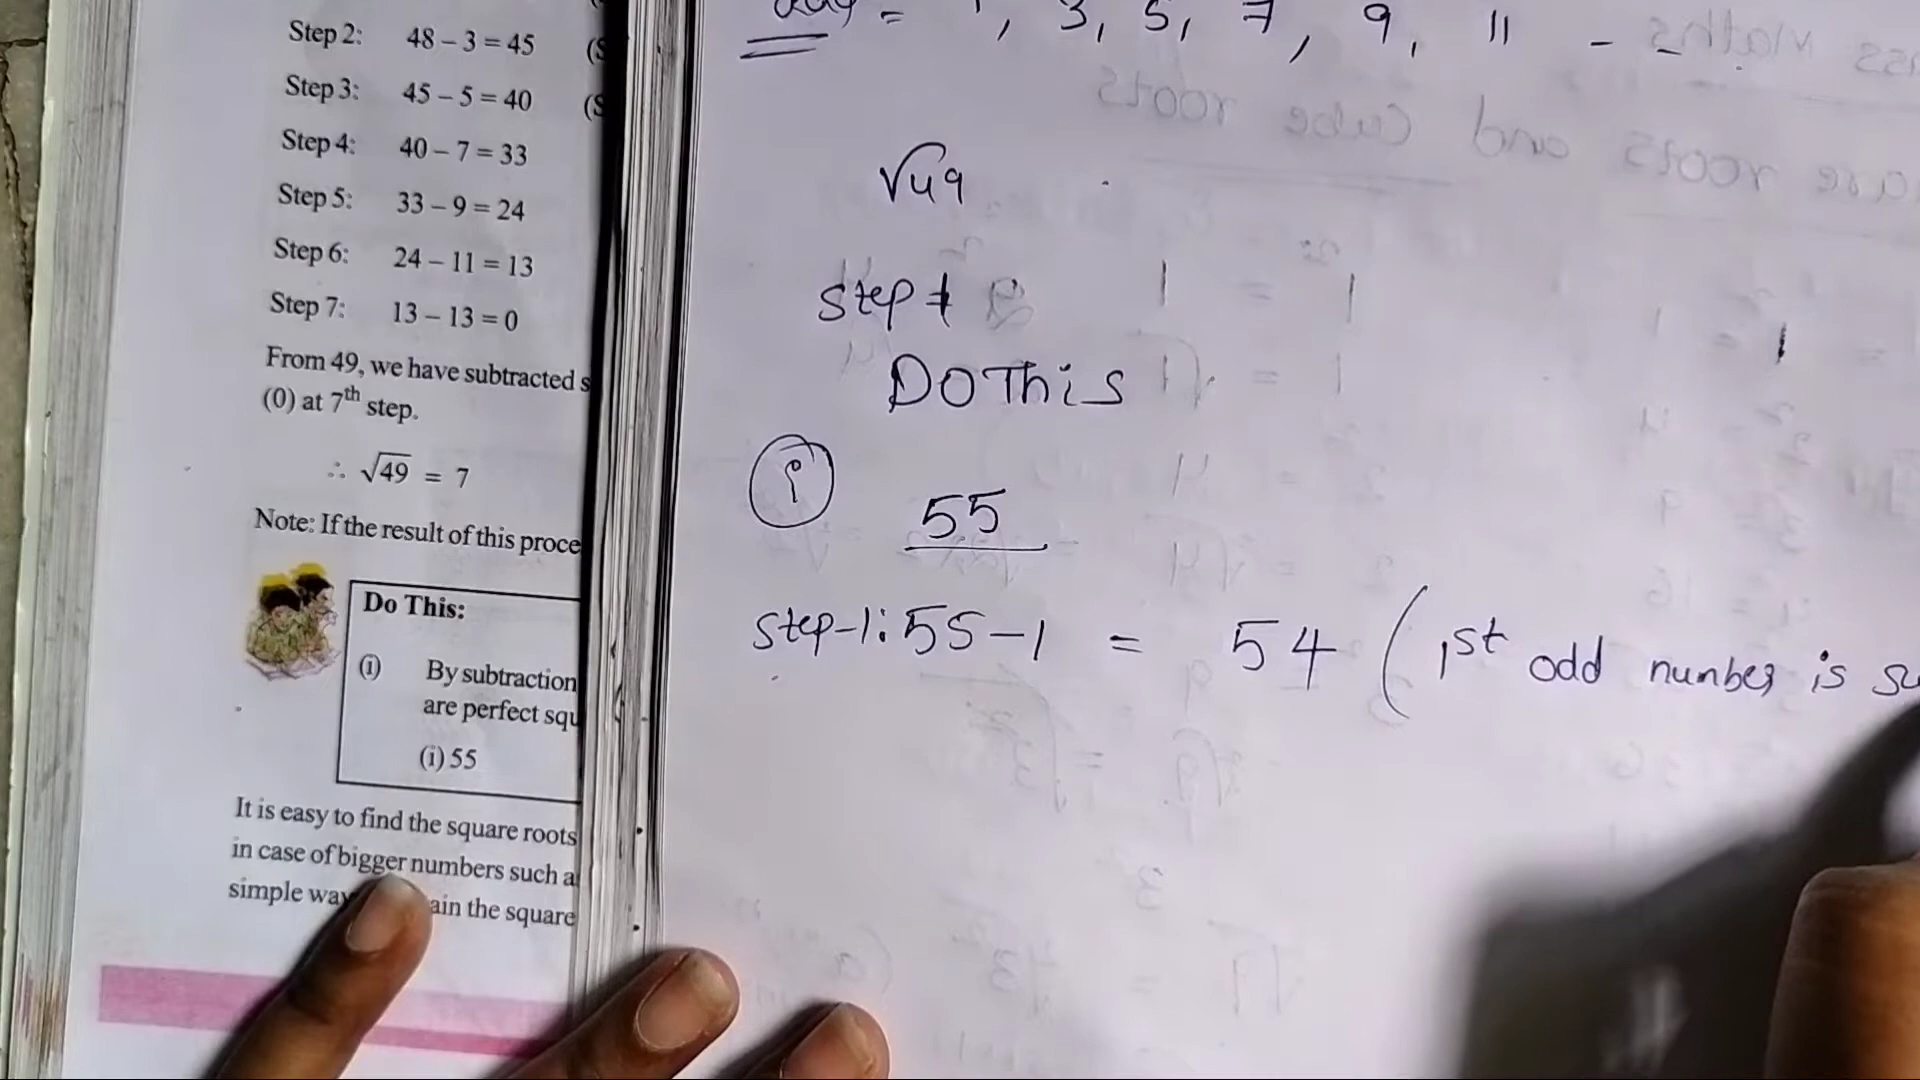 Step 2: 48 – 3 = 45 (S
Step 3: 45 – 5 = 40 (S
Step 4: 40 – 7 = 33
Step 5: 33 – 9 = 24
Step 6: 24 – 11 = 13
Step 7: 13 – 13 = 0
From 49, we have subtracted s
(0) at 7th step.
∴ √49 = 7
Note: If the result of this proce
Do This:
(i) By subtraction
are perfect squ
(i) 55
It is easy to find the square roots
in case of bigger numbers such a
simple way ain the square
= 1, 3, 5, 7, 9, 11 - -
√49
step 1
DO This
55
step-1: 55 – 1 = 54 (1st odd number is su